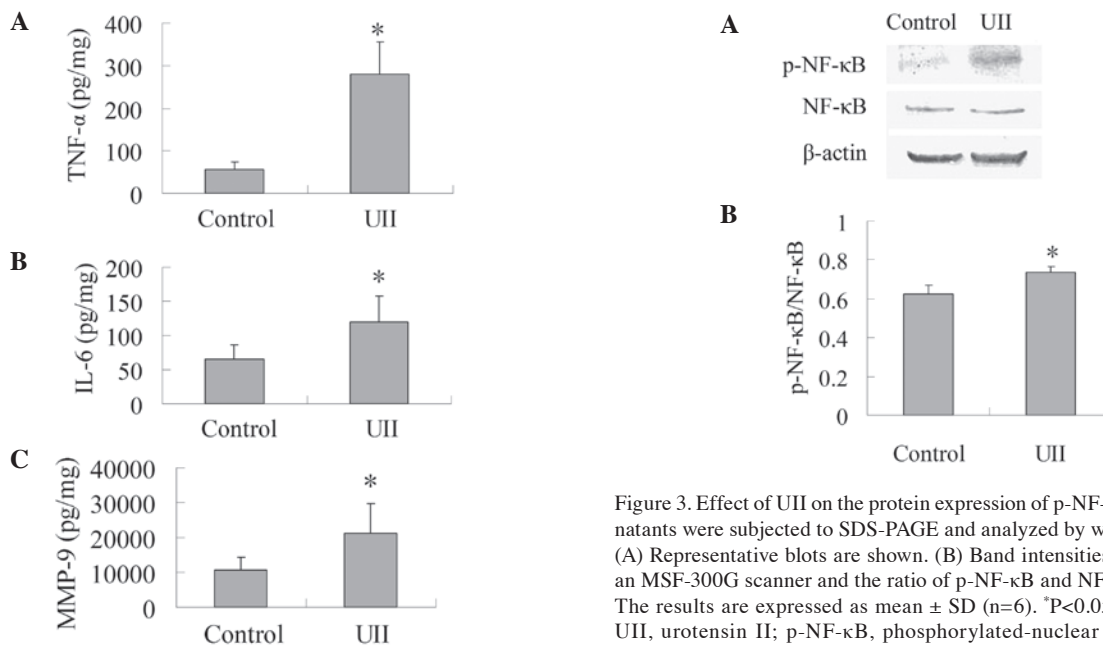 A
TNF-α (pg/mg)
400
300
200
100
0
*
Control UII
B
IL-6 (pg/mg)
200
150
100
50
0
*
Control UII
C
MMP-9 (pg/mg)
40000
30000
20000
10000
0
*
Control UII
A
Control UII
p-NF-κB
NF-κB
β-actin
B
p-NF-κB/NF-κB
1
0.8
0.6
0.4
0.2
0
*
Control UII
Figure 3. Effect of UII on the protein expression of p-NF-
natants were subjected to SDS-PAGE and analyzed by w
(A) Representative blots are shown. (B) Band intensities
an MSF-300G scanner and the ratio of p-NF-κB and NF
The results are expressed as mean ± SD (n=6). *P<0.0
UII, urotensin II; p-NF-κB, phosphorylated-nuclear